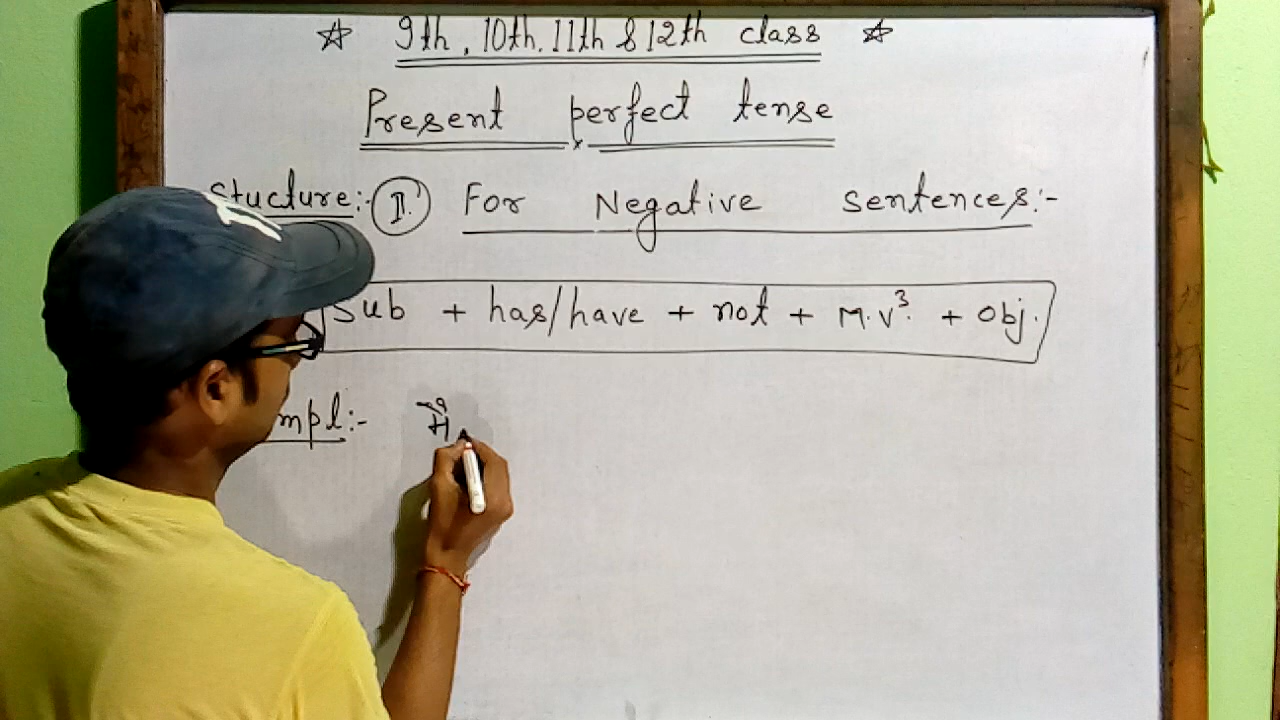 ☆ 9th, 10th, 11th & 12th class ☆
Present perfect tense
Stucture:- I. For Negative sentences:-
Sub + has/have + not + M.V³. + Obj.
mpl:- मैं